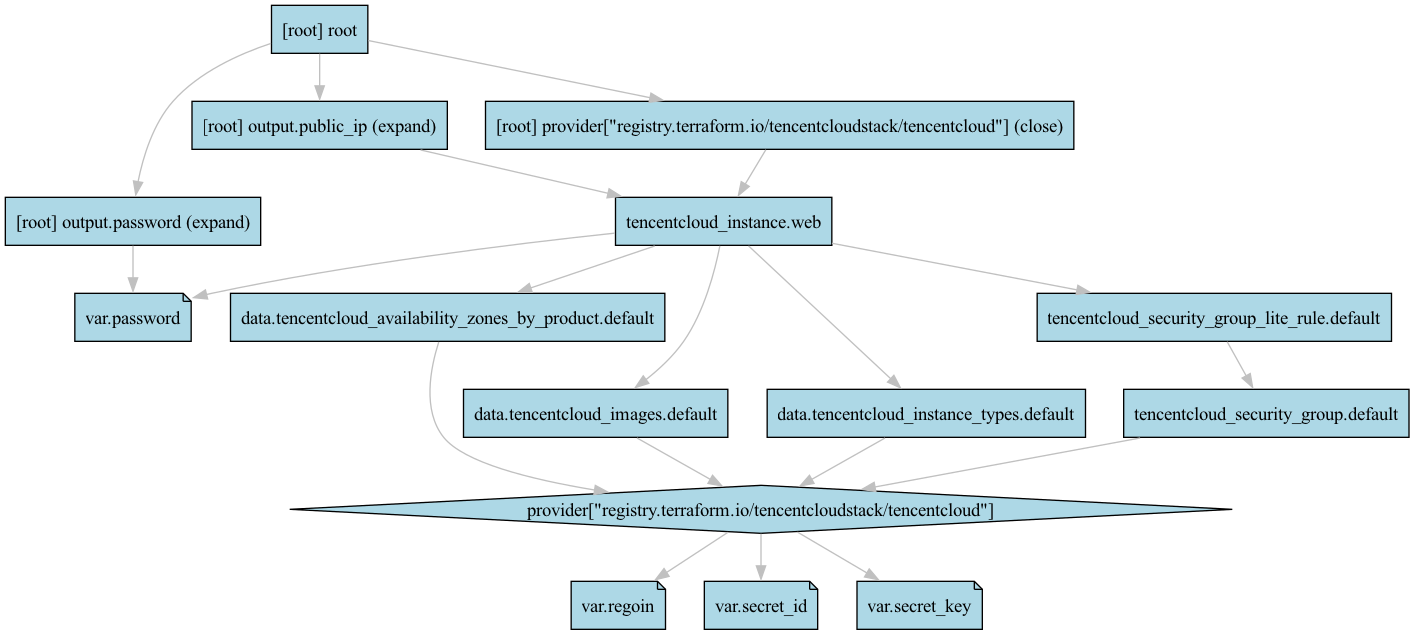 [root] root
[root] output.public_ip (expand)
[root] provider["registry.terraform.io/tencentcloudstack/tencentcloud"] (close)
[root] output.password (expand)
tencentcloud_instance.web
var.password
data.tencentcloud_availability_zones_by_product.default
tencentcloud_security_group_lite_rule.default
data.tencentcloud_images.default
data.tencentcloud_instance_types.default
tencentcloud_security_group.default
provider["registry.terraform.io/tencentcloudstack/tencentcloud"]
var.regoin
var.secret_id
var.secret_key